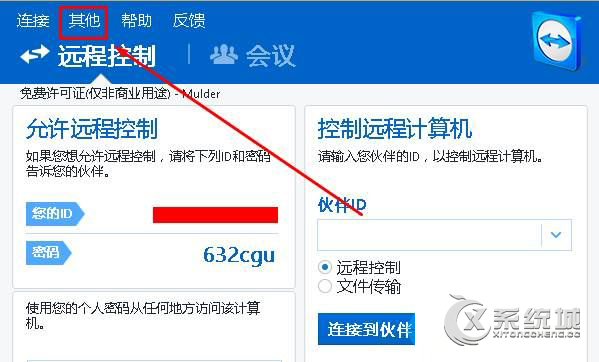 连接 其他 帮助 反馈
远程控制 会议
免费许可证(仅非商业用途) - Mulder
允许远程控制
如果您想允许远程控制，请将下列ID和密码
告诉您的伙伴。
您的ID
密码 632cgu
使用您的个人密码从任何地方访问该计算
机。
控制远程计算机
请输入您伙伴的ID，以控制远程计算机。
伙伴ID
远程控制
文件传输
连接到伙伴
系统城
XITONGCHENG.COM